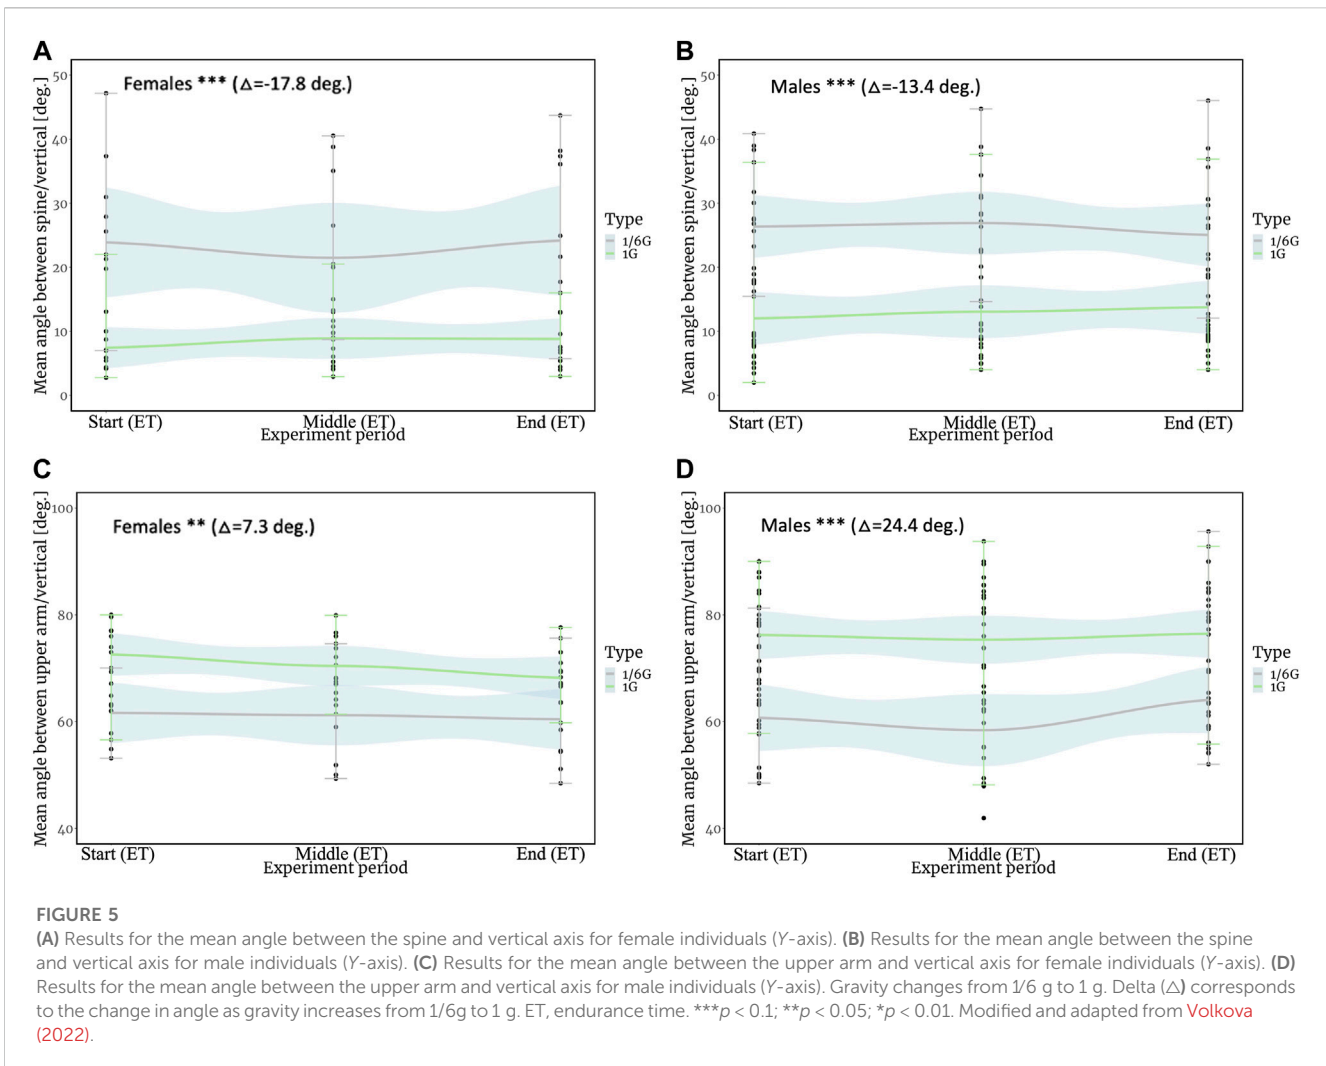 A
Females *** (△=-17.8 deg.)
Mean angle between spine/vertical [deg.]
50
40
30
20
10
0
Start (ET)
Middle (ET)
End (ET)
Experiment period
Type
1/6G
1G
B
Males *** (△=-13.4 deg.)
Mean angle between spine/vertical [deg.]
50
40
30
20
10
0
Start (ET)
Middle (ET)
End (ET)
Experiment period
Type
1/6G
1G
C
Females ** (△=7.3 deg.)
Mean angle between upper arm/vertical [deg.]
100
80
60
40
Start (ET)
Middle (ET)
End (ET)
Experiment period
Type
1/6G
1G
D
Males *** (△=24.4 deg.)
Mean angle between upper arm/vertical [deg.]
100
80
60
40
Start (ET)
Middle (ET)
End (ET)
Experiment period
Type
1/6G
1G
FIGURE 5
(A) Results for the mean angle between the spine and vertical axis for female individuals (Y-axis). (B) Results for the mean angle between the spine
and vertical axis for male individuals (Y-axis). (C) Results for the mean angle between the upper arm and vertical axis for female individuals (Y-axis). (D)
Results for the mean angle between the upper arm and vertical axis for male individuals (Y-axis). Gravity changes from 1/6 g to 1 g. Delta (△) corresponds
to the change in angle as gravity increases from 1/6g to 1 g. ET, endurance time. ***p < 0.1; **p < 0.05; *p < 0.01. Modified and adapted from Volkova
(2022).